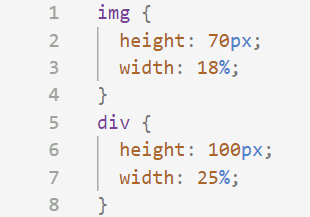 1 img {
2 height: 70px;
3 width: 18%;
4 }
5 div {
6 height: 100px;
7 width: 25%;
8 }